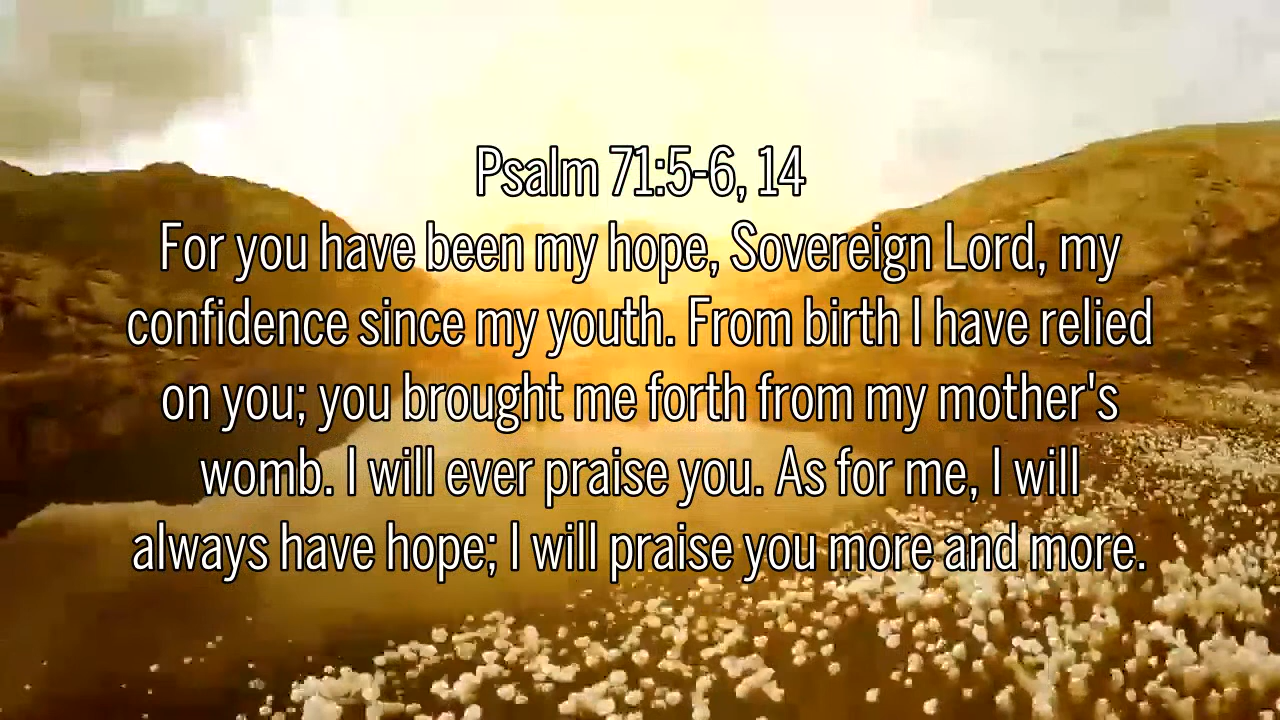 Psalm 71:5-6, 14
For you have been my hope, Sovereign Lord, my
confidence since my youth. From birth I have relied
on you; you brought me forth from my mother's
womb. I will ever praise you. As for me, I will
always have hope; I will praise you more and more.